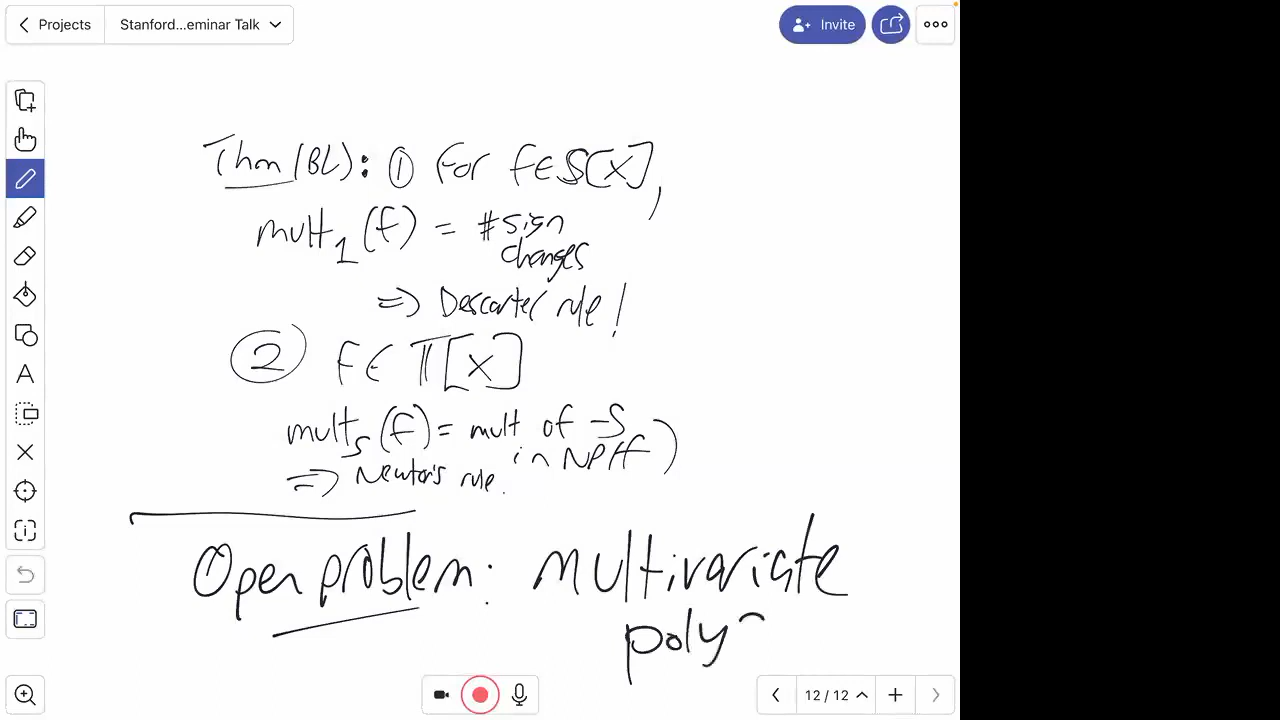 Projects
Stanford...eminar Talk
Invite
Thm (BL): ① For f∈S[x],
mult₁(f) = # sign
changes
=> Descartes' rule!
② f∈𝕋[x]
multₛ(f) = mult of -s
in NP(f)
=> Newton's rule.
Open problem: multivariate
poly
12 / 12